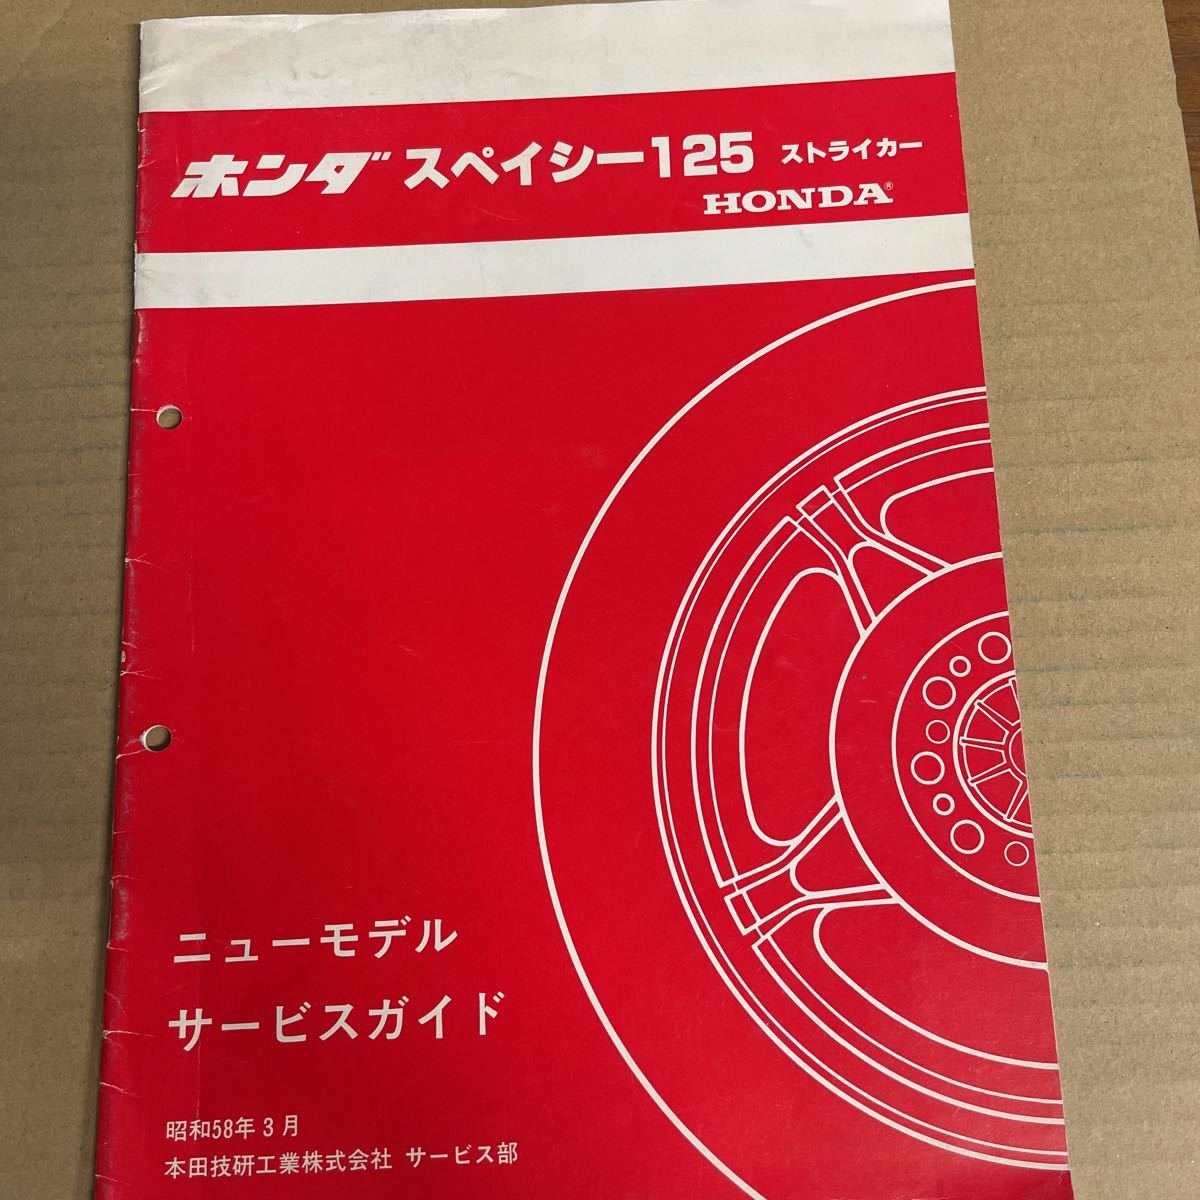 ホンダ スペイシー125 ストライカー
HONDA®
ニューモデル
サービスガイド
昭和58年3月
本田技研工業株式会社 サービス部